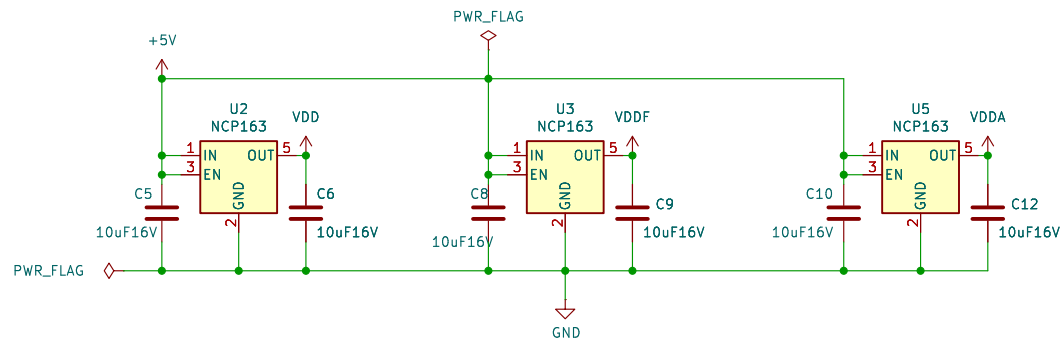 PWR_FLAG
+5V
U2
NCP163
VDD
U3
NCP163
VDDF
U5
NCP163
VDDA
1 IN OUT 5
3 EN
GND
2
1 IN OUT 5
3 EN
GND
2
1 IN OUT 5
3 EN
GND
2
C5
10uF16V
C6
10uF16V
C8
10uF16V
C9
10uF16V
C10
10uF16V
C12
10uF16V
PWR_FLAG
GND